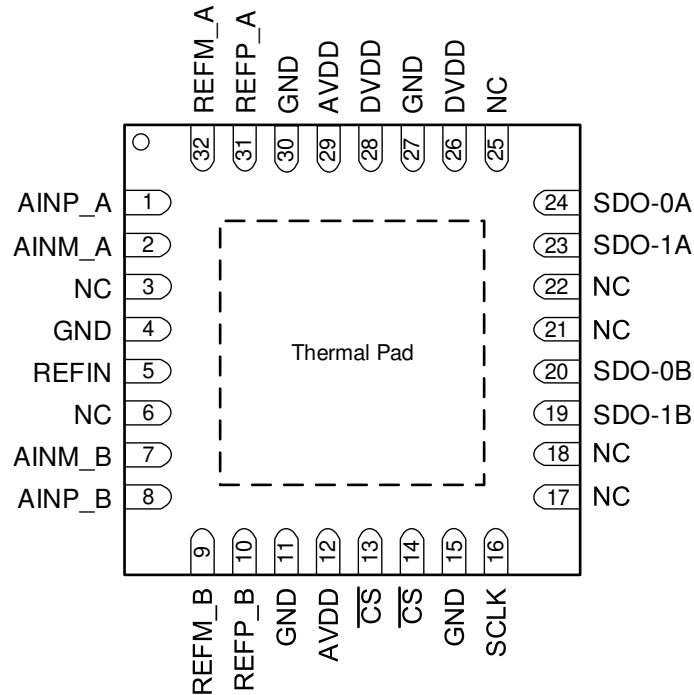 REFM_A
REFP_A
GND
AVDD
DVDD
GND
DVDD
NC
32
31
30
29
28
27
26
25
AINP_A 1
AINM_A 2
NC 3
GND 4
REFIN 5
NC 6
AINM_B 7
AINP_B 8
Thermal Pad
24 SDO-0A
23 SDO-1A
22 NC
21 NC
20 SDO-0B
19 SDO-1B
18 NC
17 NC
9
10
11
12
13
14
15
16
REFM_B
REFP_B
GND
AVDD
C̅S̅
C̅S̅
GND
SCLK